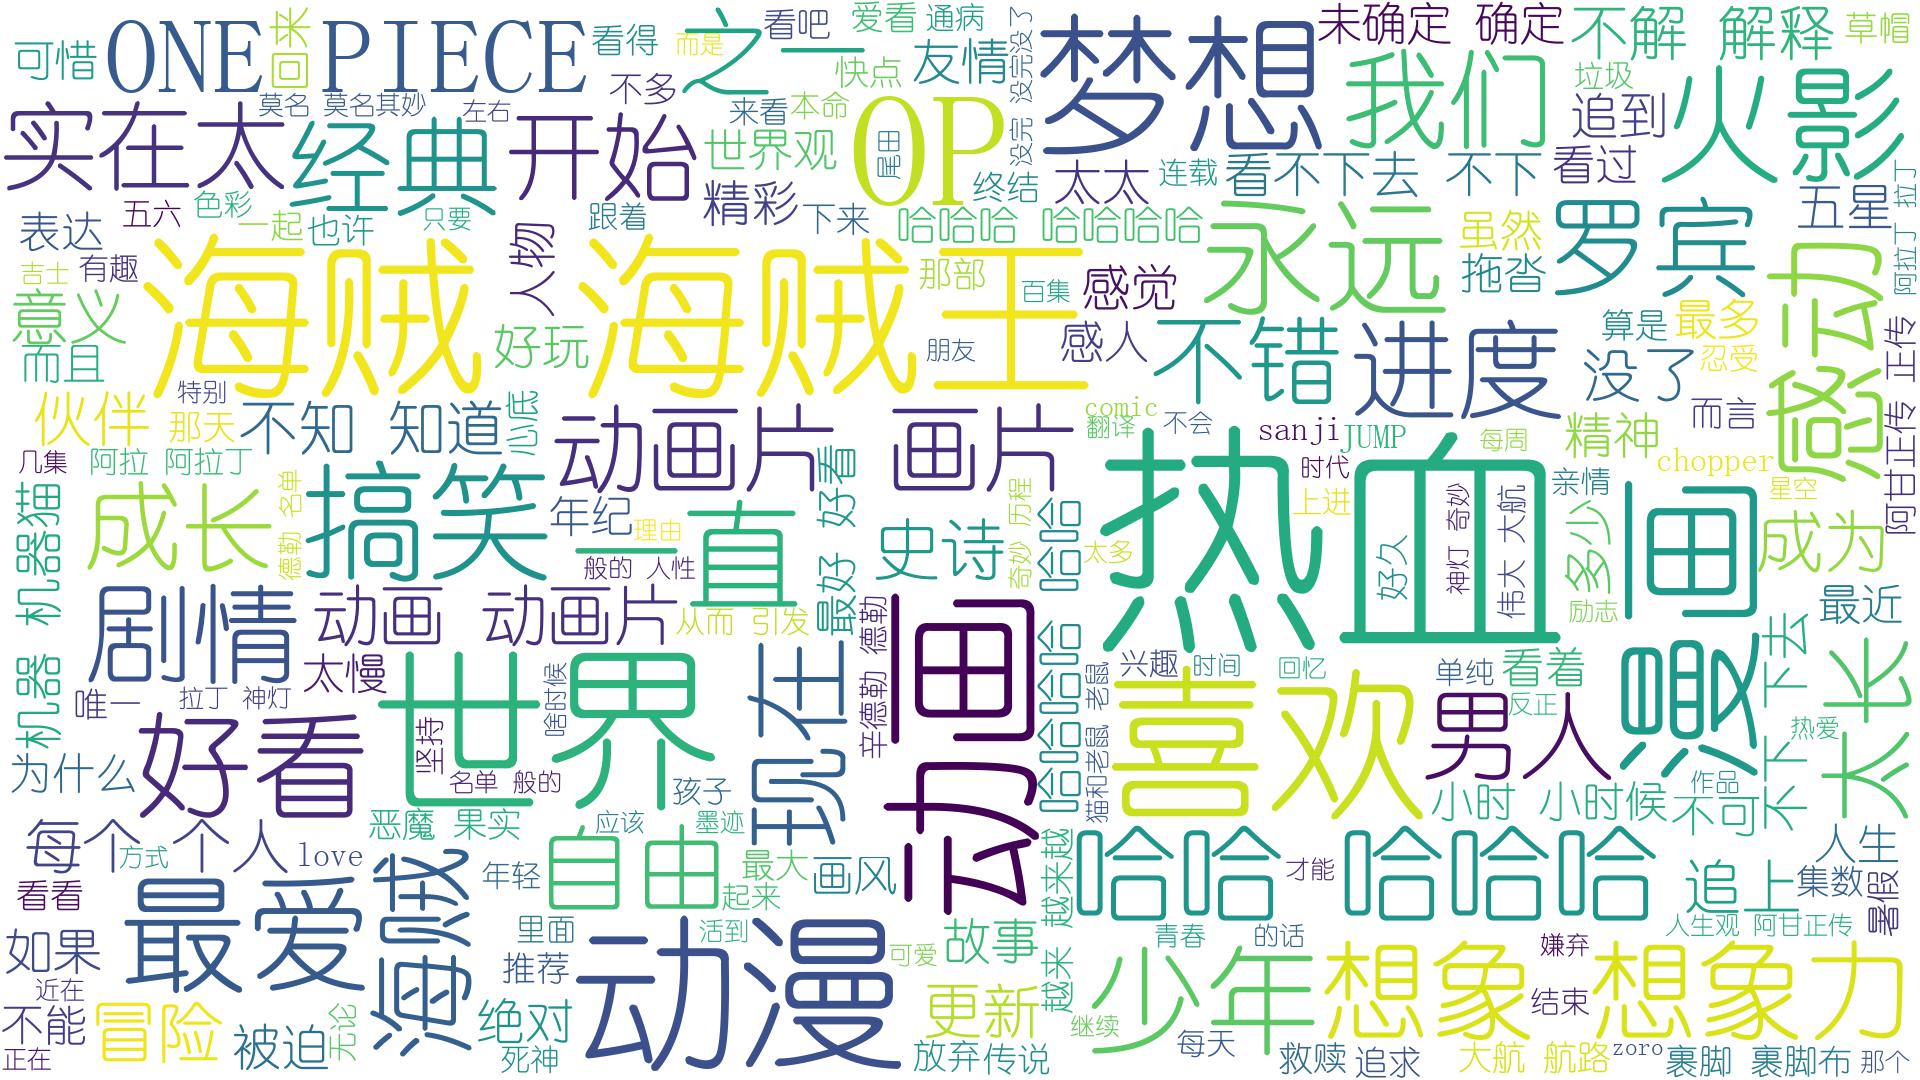 可惜
ONE PIECE
回来
看得
而是
之一
看吧
爱看
通病
快点
友情
没完没了
没完
没了
梦想
未确定
确定
不解
解释
草帽
我们
垃圾
追到
火影
莫名
莫名其妙
左右
不多
来看
本命
实在太
经典
开始
世界观
OP
尾田
终结
太太
连载
看不下去
不下
看过
拉丁
阿拉丁
五星
五六
色彩
一起
也许
只要
跟着
精彩
下来
哈哈哈
哈哈哈哈
永远
虽然
罗宾
表达
吉士
有趣
人物
海贼
海贼王
那部
百集
感觉
拖沓
感动
意义
而且
好玩
朋友
感人
不错
进度
算是
最多
没了
忍受
正传
阿甘正传
特别
伙伴
那天
不知
知道
心底
动画片
画片
comic
翻译
不会
sanji
JUMP
每周
精神
而言
几集
阿拉
阿拉丁
时代
chopper
机器猫
成长
名单
德勒
搞笑
年纪
理由
一直
好看
史诗
历程
奇妙
哈哈
太多
热血
上进
好久
奇妙
神灯
大航
伟大
亲情
多少
励志
漫画
星空
成为
般的
人性
从而
引发
最好
剧情
动画
动画片
德勒
辛德勒
动画
哈哈哈哈
老鼠
猫和老鼠
兴趣
时间
回忆
单纯
看着
不下去
最近
太长
机器
唯一
拉丁
神灯
太慢
世界
啥时候
现在
喜欢
男人
反正
热爱
为什么
好看
坚持
名单
般的
孩子
小时
小时候
作品
不可
每个
个人
方式
love
恶魔
果实
应该
墨迹
越来越
越来
哈哈
哈哈哈哈
才能
追上
人生
集数
暑假
看看
最爱
演员
年轻
自由
最大
画风
起来
人生观
阿甘正传
如果
里面
推荐
活到
动漫
可爱
故事
青春
的话
嫌弃
近在
不能
正在
冒险
被迫
无论
绝对
死神
更新
放弃
传说
继续
少年
每天
救赎
追求
想象
结束
想象力
大航
航路
zoro
裹脚
裹脚布
那个